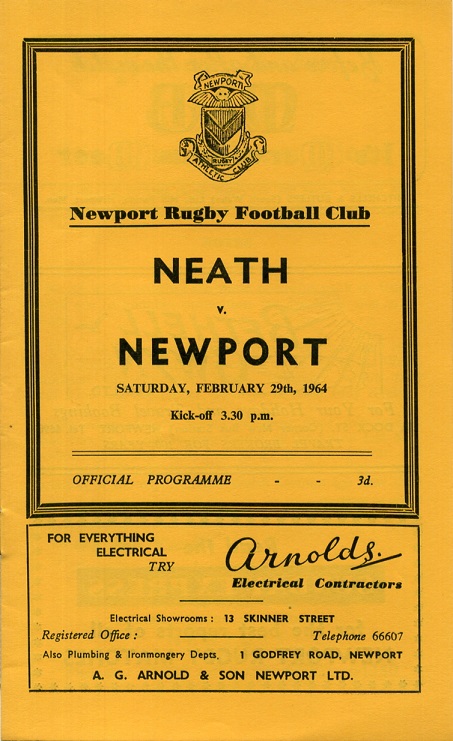 NEWPORT
RUGBY
ATHLETIC CLUB
Newport Rugby Football Club
NEATH
v.
NEWPORT
SATURDAY, FEBRUARY 29th, 1964
Kick-off 3.30 p.m.
OFFICIAL PROGRAMME - - 3d.
FOR EVERYTHING
ELECTRICAL
TRY
Arnolds.
Electrical Contractors
Electrical Showrooms : 13 SKINNER STREET
Registered Office : Telephone 66607
Also Plumbing & Ironmongery Depts. 1 GODFREY ROAD, NEWPORT
A. G. ARNOLD & SON NEWPORT LTD.